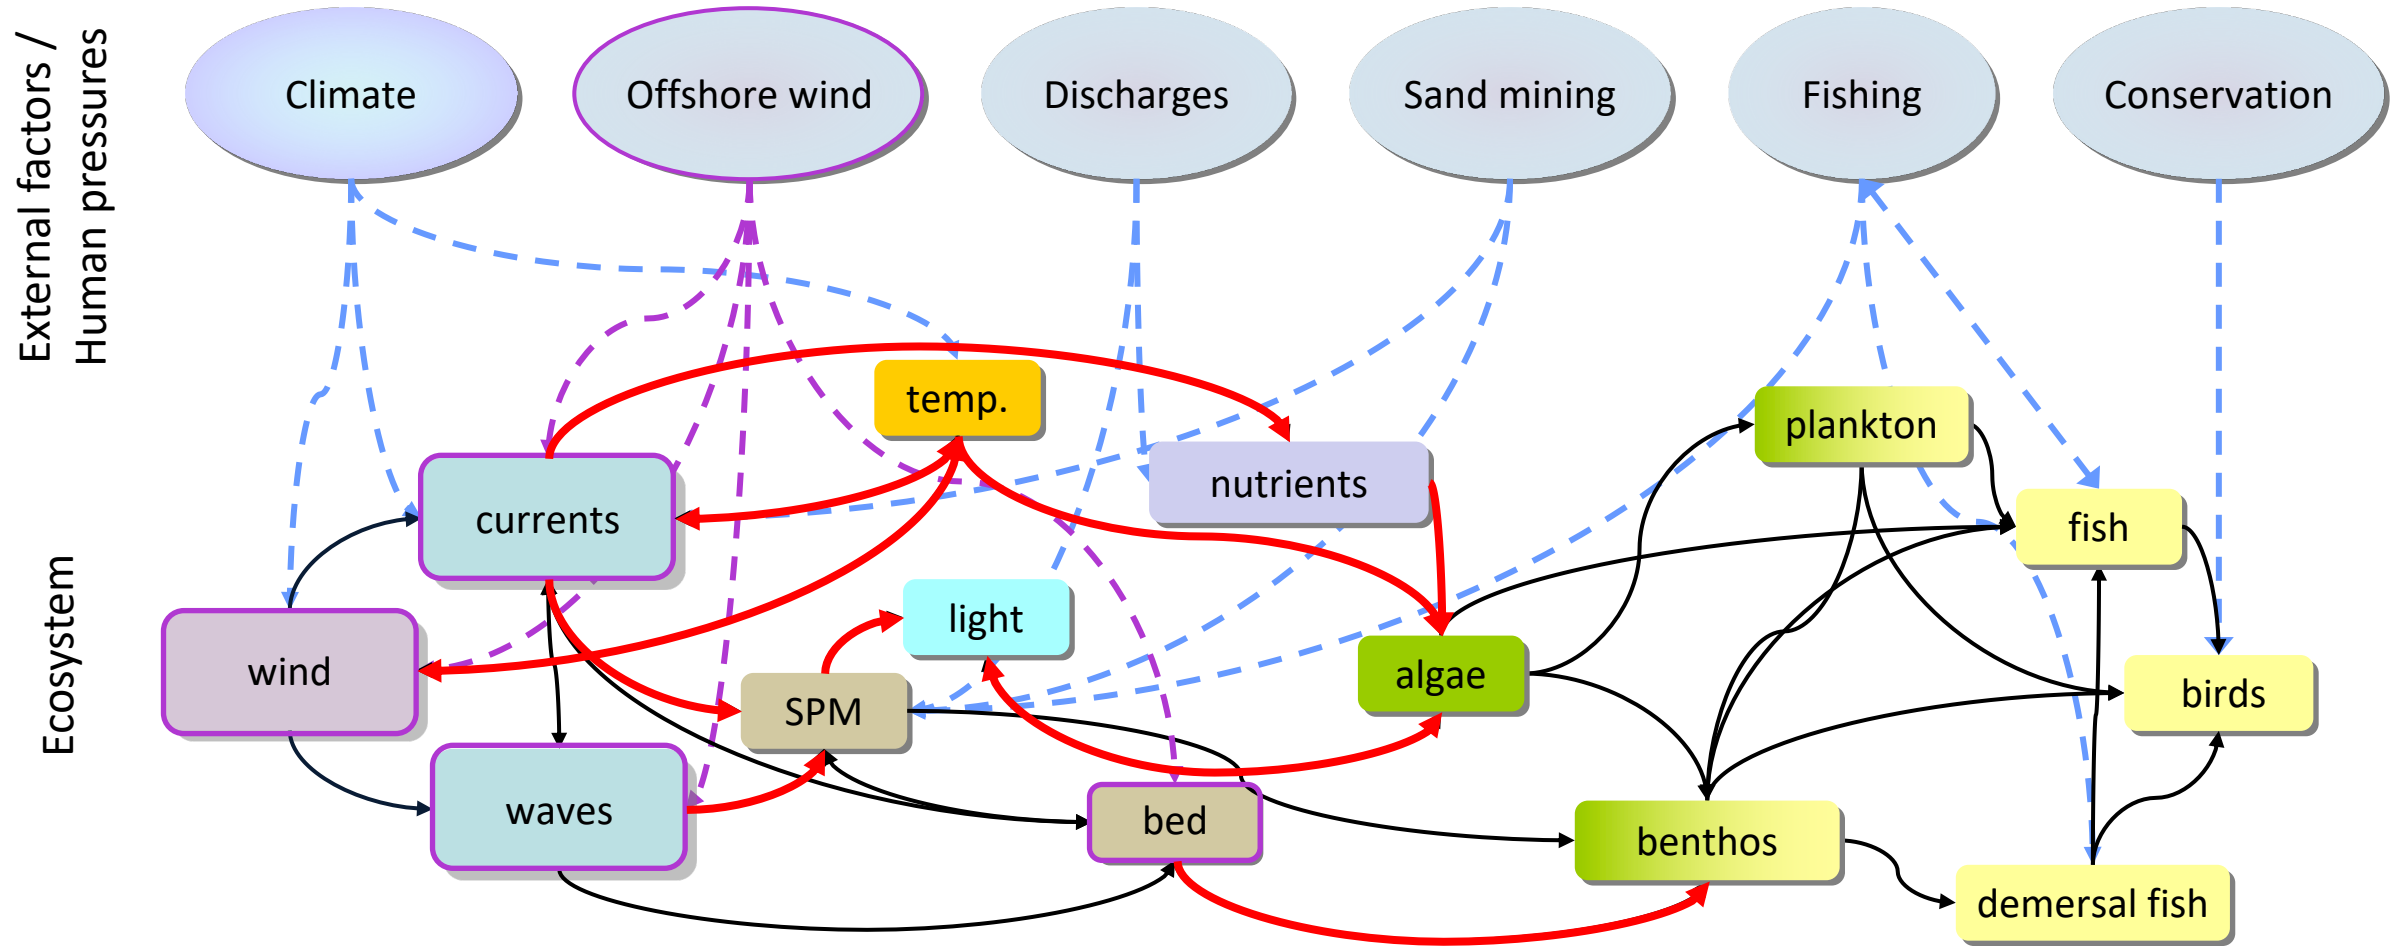 External factors /
Human pressures
Climate
Offshore wind
Discharges
Sand mining
Fishing
Conservation
Ecosystem
temp.
plankton
nutrients
currents
fish
light
wind
algae
birds
SPM
waves
bed
benthos
demersal fish